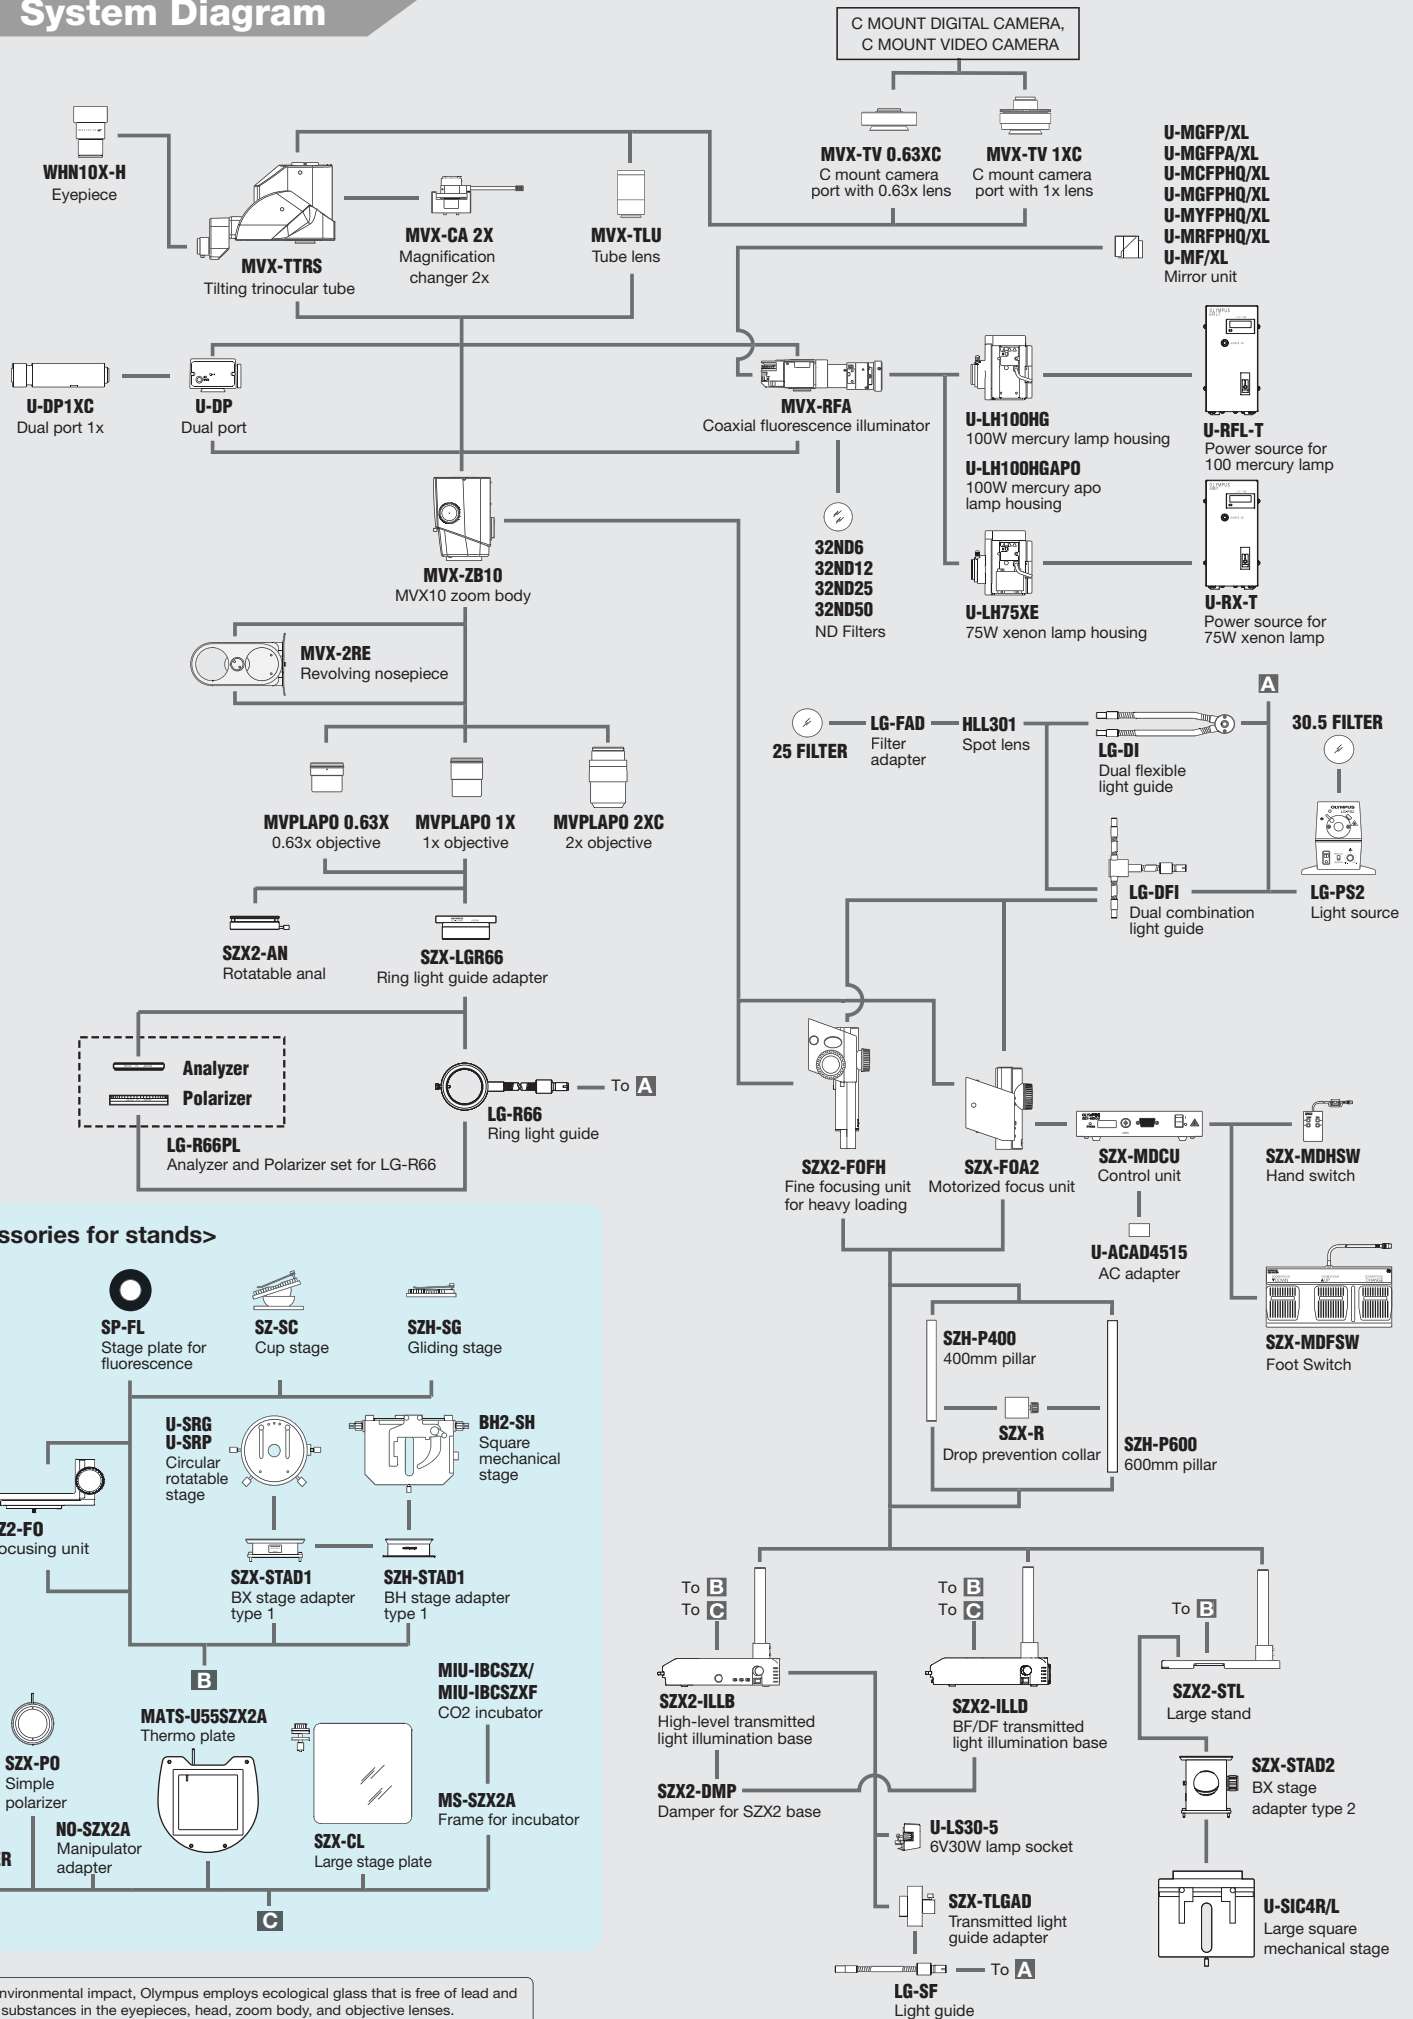 System Diagram
C MOUNT DIGITAL CAMERA,
C MOUNT VIDEO CAMERA
WHN10X-H
Eyepiece
MVX-TTRS
Tilting trinocular tube
MVX-CA 2X
Magnification
changer 2x
MVX-TLU
Tube lens
MVX-TV 0.63XC
C mount camera
port with 0.63x lens
MVX-TV 1XC
C mount camera
port with 1x lens
U-MGFP/XL
U-MGFPA/XL
U-MCFPHQ/XL
U-MGFPHQ/XL
U-MYFPHQ/XL
U-MRFPHQ/XL
U-MF/XL
Mirror unit
U-DP1XC
Dual port 1x
U-DP
Dual port
MVX-RFA
Coaxial fluorescence illuminator
U-LH100HG
100W mercury lamp housing
U-LH100HGAPO
100W mercury apo
lamp housing
U-RFL-T
Power source for
100 mercury lamp
32ND6
32ND12
32ND25
32ND50
ND Filters
U-LH75XE
75W xenon lamp housing
U-RX-T
Power source for
75W xenon lamp
MVX-ZB10
MVX10 zoom body
MVX-2RE
Revolving nosepiece
A
25 FILTER
LG-FAD
Filter
adapter
HLL301
Spot lens
LG-DI
Dual flexible
light guide
30.5 FILTER
OLYMPUS
MVPLAPO 0.63X
0.63x objective
MVPLAPO 1X
1x objective
MVPLAPO 2XC
2x objective
LG-DFI
Dual combination
light guide
LG-PS2
Light source
SZX2-AN
Rotatable anal
SZX-LGR66
Ring light guide adapter
Analyzer
Polarizer
LG-R66PL
Analyzer and Polarizer set for LG-R66
LG-R66
Ring light guide
To A
SZX2-FOFH
Fine focusing unit
for heavy loading
SZX-FOA2
Motorized focus unit
SZX-MDCU
Control unit
U-ACAD4515
AC adapter
SZX-MDHSW
Hand switch
SZX-MDFSW
Foot Switch
SZH-P400
400mm pillar
SZX-R
Drop prevention collar
SZH-P600
600mm pillar
ssories for stands>
SP-FL
Stage plate for
fluorescence
SZ-SC
Cup stage
SZH-SG
Gliding stage
U-SRG
U-SRP
Circular
rotatable
stage
BH2-SH
Square
mechanical
stage
Z2-FO
ocusing unit
SZX-STAD1
BX stage adapter
type 1
SZH-STAD1
BH stage adapter
type 1
B
SZX-PO
Simple
polarizer
ER
NO-SZX2A
Manipulator
adapter
MATS-U55SZX2A
Thermo plate
SZX-CL
Large stage plate
MIU-IBCSZX/
MIU-IBCSZXF
CO2 incubator
MS-SZX2A
Frame for incubator
C
To B
To C
SZX2-ILLB
High-level transmitted
light illumination base
SZX2-DMP
Damper for SZX2 base
To B
To C
SZX2-ILLD
BF/DF transmitted
light illumination base
To B
SZX2-STL
Large stand
SZX-STAD2
BX stage
adapter type 2
U-LS30-5
6V30W lamp socket
SZX-TLGAD
Transmitted light
guide adapter
U-SIC4R/L
Large square
mechanical stage
To A
LG-SF
Light guide
nvironmental impact, Olympus employs ecological glass that is free of lead and
substances in the eyepieces, head, zoom body, and objective lenses.